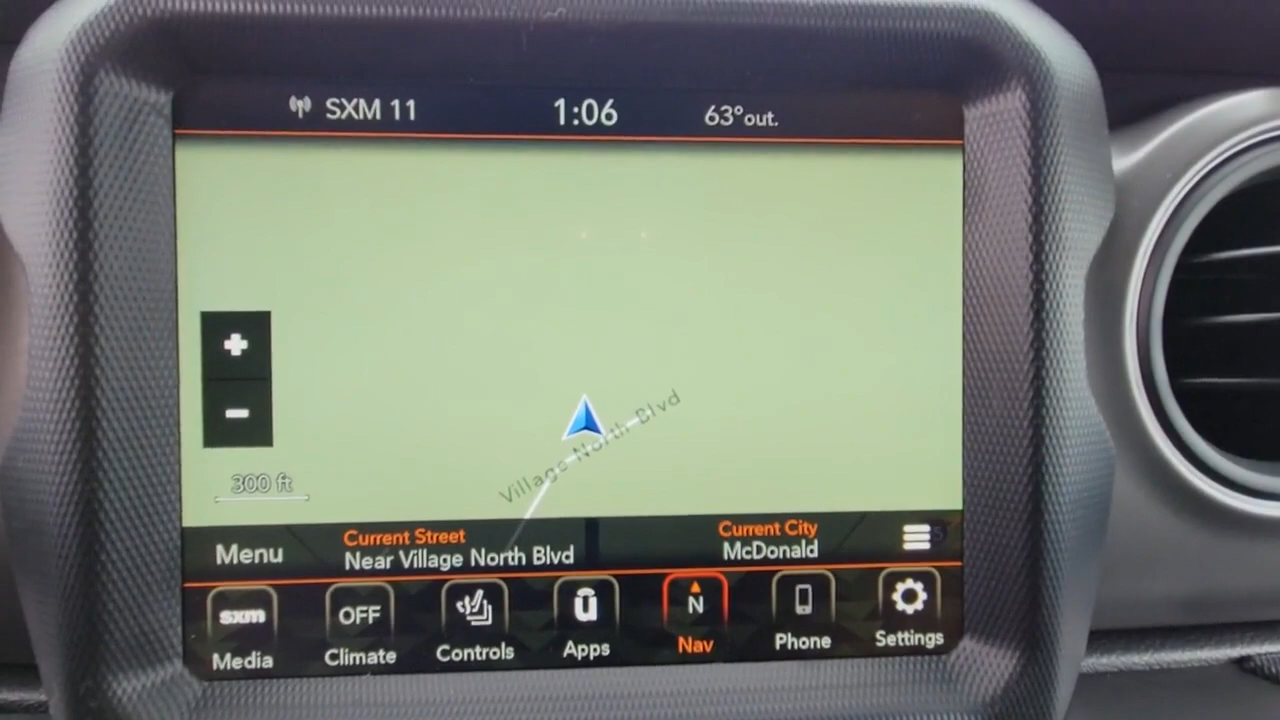 SXM 11 1:06 63°out.
Village North Blvd
300 ft
Menu
Current Street
Near Village North Blvd
Current City
McDonald
sxm OFF N
Media Climate Controls Apps Nav Phone Settings